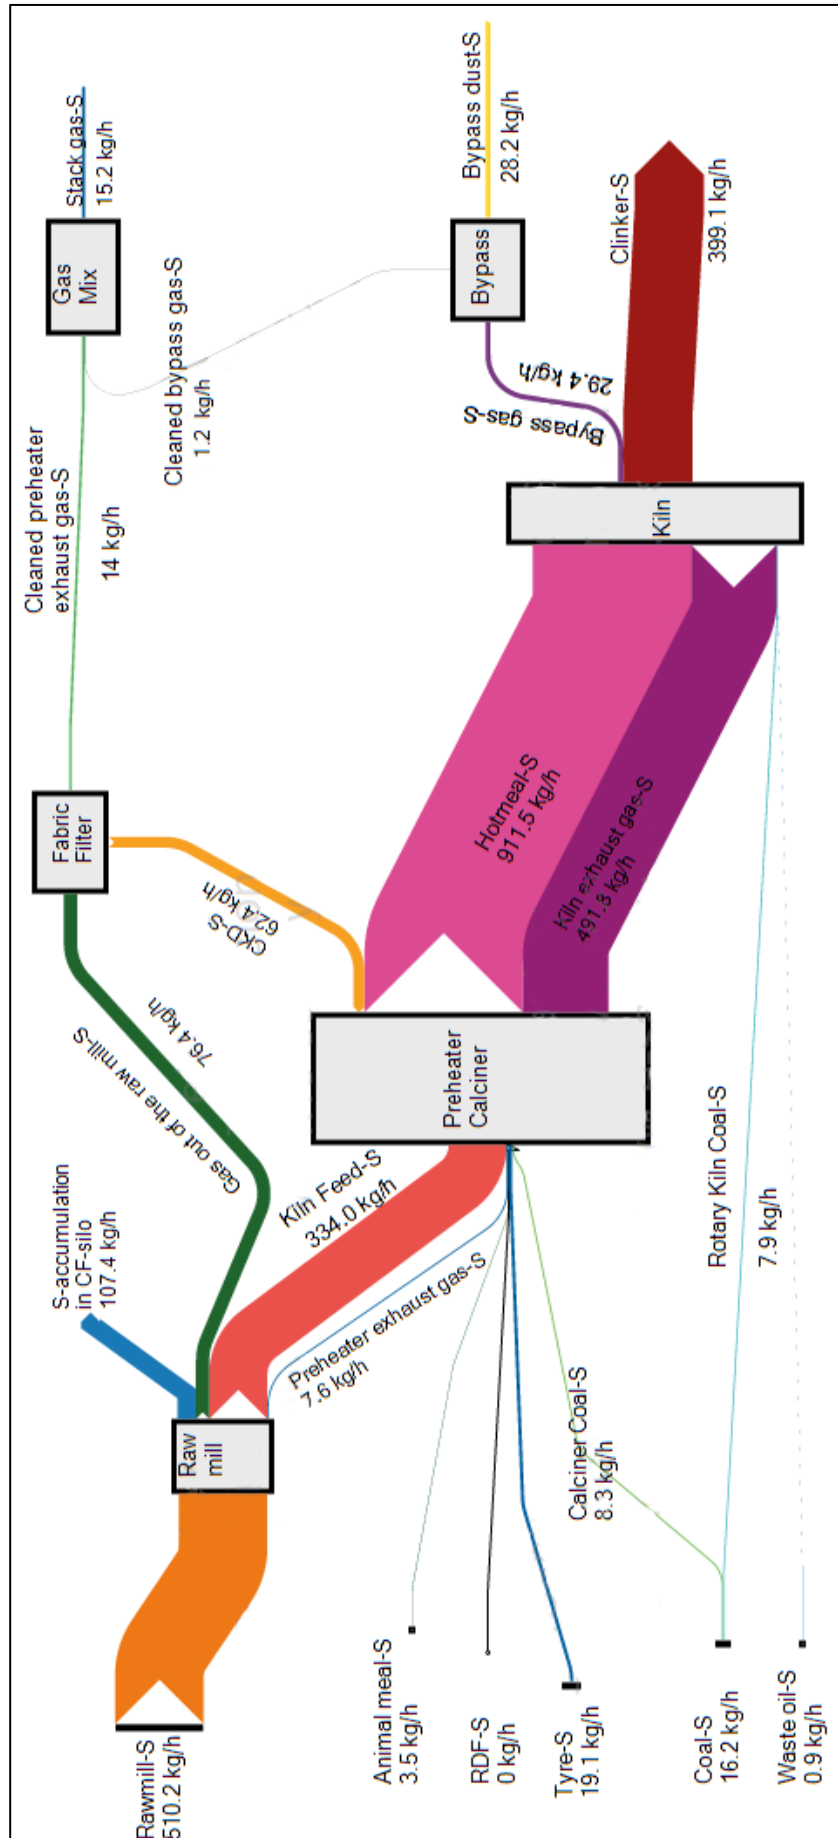 Stack gas-S
15.2 kg/h
Gas
Mix
Cleaned bypass gas-S
1.2 kg/h
Cleaned preheater
exhaust gas-S
14 kg/h
Bypass dust-S
28.2 kg/h
Bypass
Bypass gas-S
29.4 kg/h
Clinker-S
399.1 kg/h
Kiln
Fabric
Filter
CKD-S
62.4 kg/h
Hotmeal-S
911.5 kg/h
Kiln exhaust gas-S
491.8 kg/h
Gas out of the raw mill-S
76.4 kg/h
Preheater
Calciner
S-accumulation
in CF-silo
107.4 kg/h
Kiln Feed-S
334.0 kg/h
Preheater exhaust gas-S
7.6 kg/h
Raw
mill
Rotary Kiln Coal-S
7.9 kg/h
Calciner Coal-S
8.3 kg/h
Rawmill-S
510.2 kg/h
Animal meal-S
3.5 kg/h
RDF-S
0 kg/h
Tyre-S
19.1 kg/h
Coal-S
16.2 kg/h
Waste oil-S
0.9 kg/h